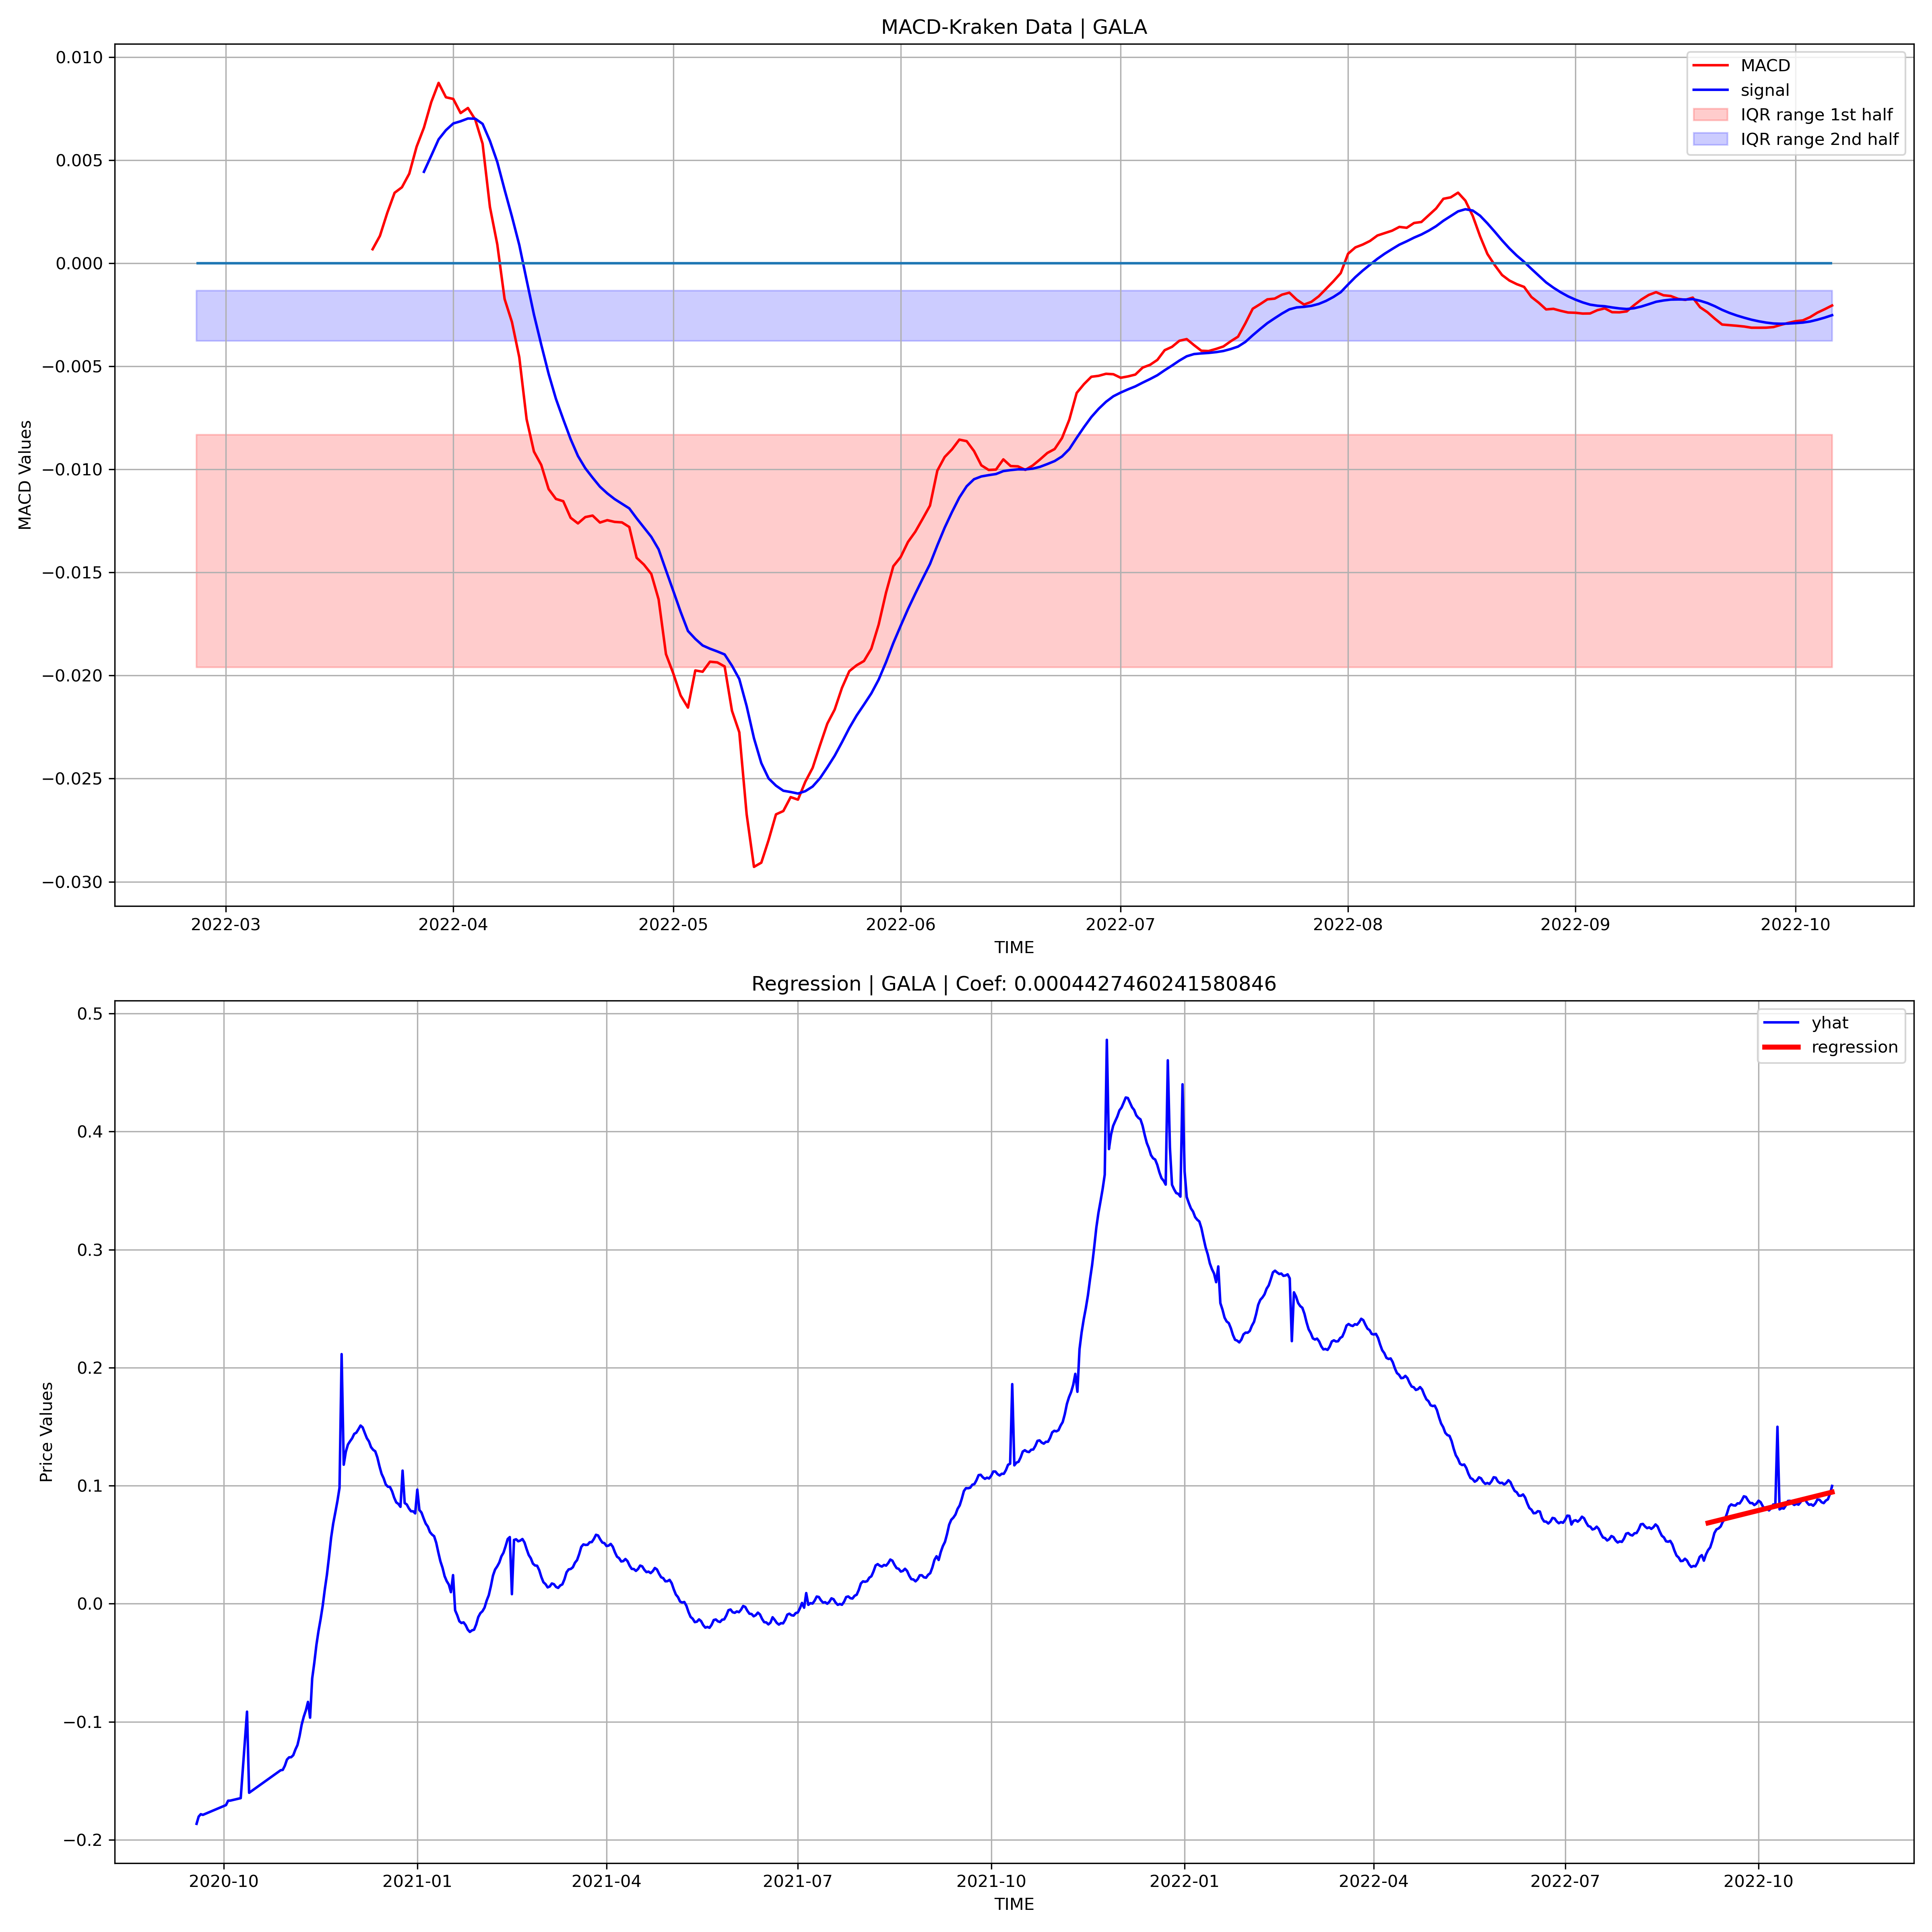 MACD-Kraken Data | GALA
MACD
signal
IQR range 1st half
IQR range 2nd half
0.010
0.005
0.000
−0.005
−0.010
−0.015
−0.020
−0.025
−0.030
MACD Values
2022-03 2022-04 2022-05 2022-06 2022-07 2022-08 2022-09 2022-10
TIME
Regression | GALA | Coef: 0.0004427460241580846
yhat
regression
0.5
0.4
0.3
0.2
0.1
0.0
−0.1
−0.2
Price Values
2020-10 2021-01 2021-04 2021-07 2021-10 2022-01 2022-04 2022-07 2022-10
TIME